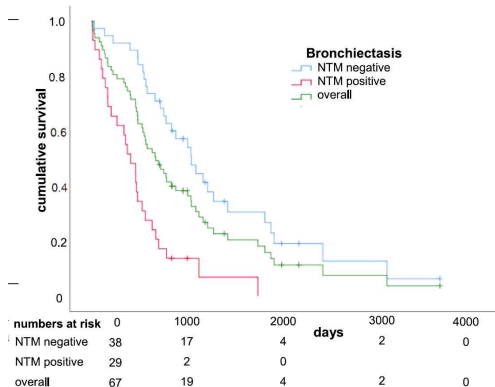 1.0
Bronchiectasis
NTM negative
NTM positive
overall
0.8
0.6
0.4
0.2
0
cumulative survival
numbers at risk 0 1000 2000 3000 4000
days
NTM negative 38 17 4 2 0
NTM positive 29 2 0
overall 67 19 4 2 0